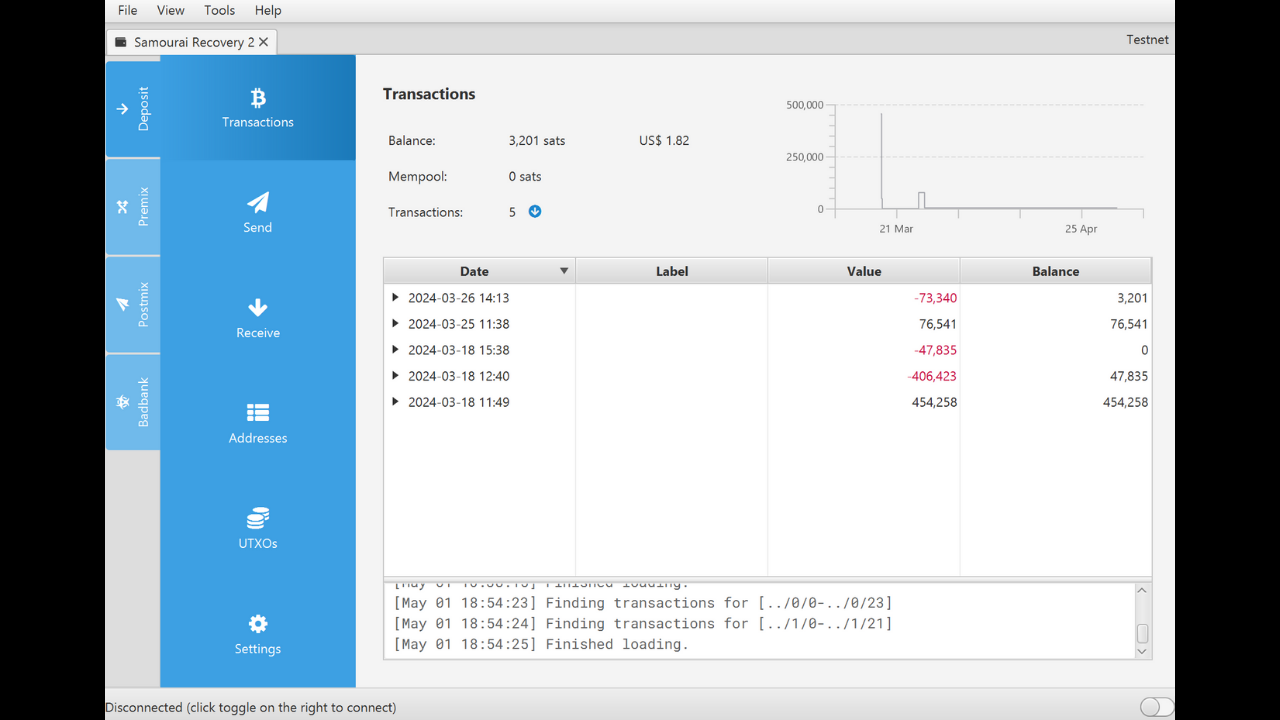 File View Tools Help
Samourai Recovery 2
Testnet
Deposit
Premix
Postmix
Badbank
Transactions
Send
Receive
Addresses
UTXOs
Settings
Transactions
Balance: 3,201 sats US$ 1.82
Mempool: 0 sats
Transactions: 5
500,000
250,000
0
21 Mar 25 Apr
Date Label Value Balance
2024-03-26 14:13 -73,340 3,201
2024-03-25 11:38 76,541 76,541
2024-03-18 15:38 -47,835 0
2024-03-18 12:40 -406,423 47,835
2024-03-18 11:49 454,258 454,258
Finished loading.
[May 01 18:54:23] Finding transactions for [../0/0-../0/23]
[May 01 18:54:24] Finding transactions for [../1/0-../1/21]
[May 01 18:54:25] Finished loading.
Disconnected (click toggle on the right to connect)